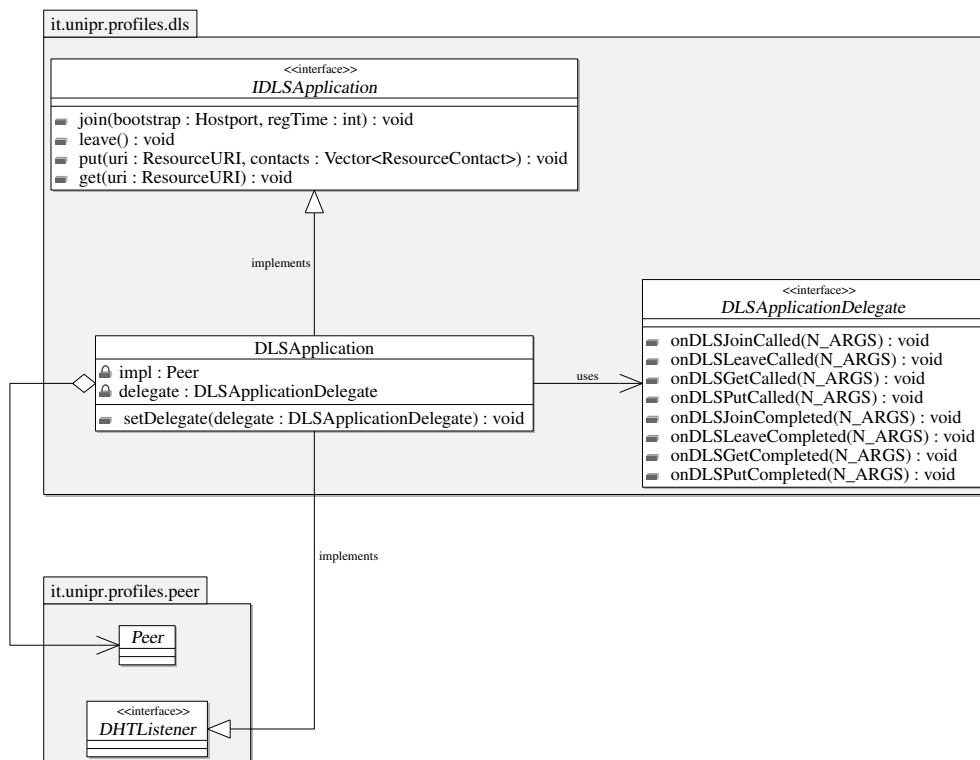 it.unipr.profiles.dls
<<interface>>
IDLSApplication
join(bootstrap : Hostport, regTime : int) : void
leave() : void
put(uri : ResourceURI, contacts : Vector<ResourceContact>) : void
get(uri : ResourceURI) : void
implements
<<interface>>
DLSApplicationDelegate
onDLSJoinCalled(N_ARGS) : void
onDLSLeaveCalled(N_ARGS) : void
onDLSGetCalled(N_ARGS) : void
onDLSPutCalled(N_ARGS) : void
onDLSJoinCompleted(N_ARGS) : void
onDLSLeaveCompleted(N_ARGS) : void
onDLSGetCompleted(N_ARGS) : void
onDLSPutCompleted(N_ARGS) : void
DLSApplication
impl : Peer
delegate : DLSApplicationDelegate
setDelegate(delegate : DLSApplicationDelegate) : void
uses
implements
it.unipr.profiles.peer
Peer
<<interface>>
DHTListener